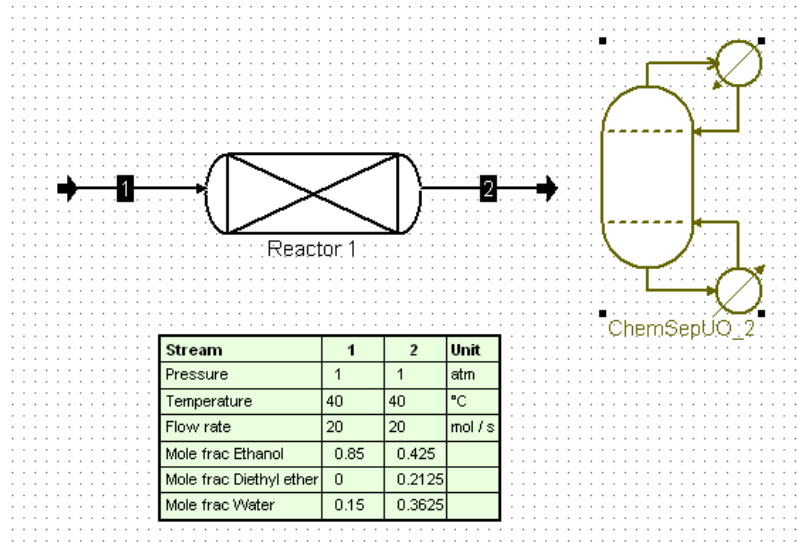 1
2
Reactor 1
ChemSepUO_2
Stream 1 2 Unit
Pressure 1 1 atm
Temperature 40 40 °C
Flow rate 20 20 mol / s
Mole frac Ethanol 0.85 0.425
Mole frac Diethyl ether 0 0.2125
Mole frac Water 0.15 0.3625